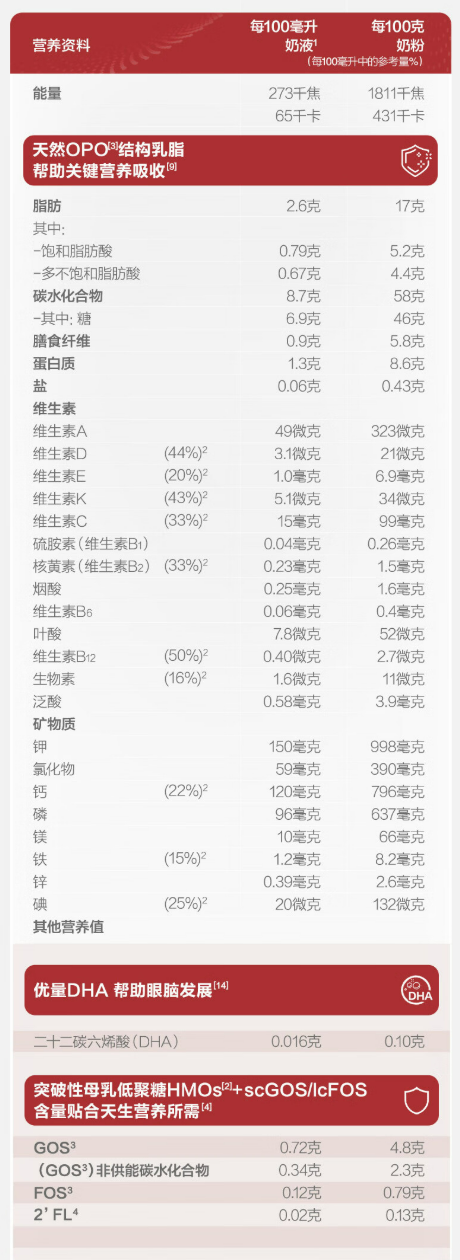 营养资料 每100毫升奶液¹ 每100克奶粉
(每100毫升中的参考量%)
能量 273千焦 1811千焦
65千卡 431千卡
天然OPO[3]结构乳脂
帮助关键营养吸收[9]
脂肪 2.6克 17克
其中:
-饱和脂肪酸 0.79克 5.2克
-多不饱和脂肪酸 0.67克 4.4克
碳水化合物 8.7克 58克
-其中: 糖 6.9克 46克
膳食纤维 0.9克 5.8克
蛋白质 1.3克 8.6克
盐 0.06克 0.43克
维生素
维生素A 49微克 323微克
维生素D (44%)² 3.1微克 21微克
维生素E (20%)² 1.0毫克 6.9毫克
维生素K (43%)² 5.1微克 34微克
维生素C (33%)² 15毫克 99毫克
硫胺素(维生素B1) 0.04毫克 0.26毫克
核黄素(维生素B2) (33%)² 0.23毫克 1.5毫克
烟酸 0.25毫克 1.6毫克
维生素B6 0.06毫克 0.4毫克
叶酸 7.8微克 52微克
维生素B12 (50%)² 0.40微克 2.7微克
生物素 (16%)² 1.6微克 11微克
泛酸 0.58毫克 3.9毫克
矿物质
钾 150毫克 998毫克
氯化物 59毫克 390毫克
钙 (22%)² 120毫克 796毫克
磷 96毫克 637毫克
镁 10毫克 66毫克
铁 (15%)² 1.2毫克 8.2毫克
锌 0.39毫克 2.6毫克
碘 (25%)² 20微克 132微克
其他营养值
优量DHA 帮助眼脑发展[14] DHA
二十二碳六烯酸(DHA) 0.016克 0.10克
突破性母乳低聚糖HMOs[2]+scGOS/lcFOS
含量贴合天生营养所需[4]
GOS³ 0.72克 4.8克
(GOS³)非供能碳水化合物 0.34克 2.3克
FOS³ 0.12克 0.79克
2’FL⁴ 0.02克 0.13克